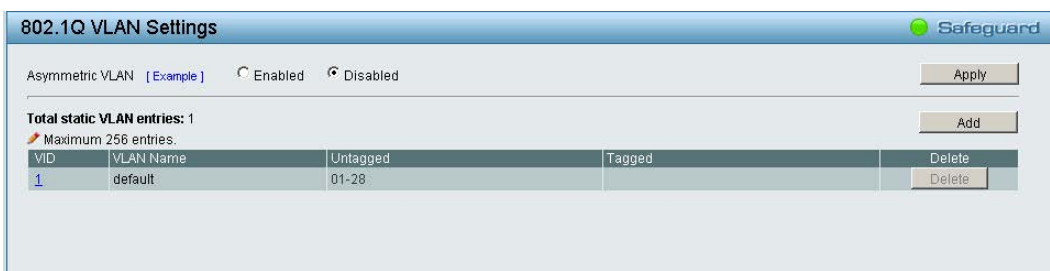 802.1Q VLAN Settings Safeguard
Asymmetric VLAN [ Example ] Enabled Disabled Apply
Total static VLAN entries: 1 Add
Maximum 256 entries.
VID VLAN Name Untagged Tagged Delete
1 default 01-28 Delete